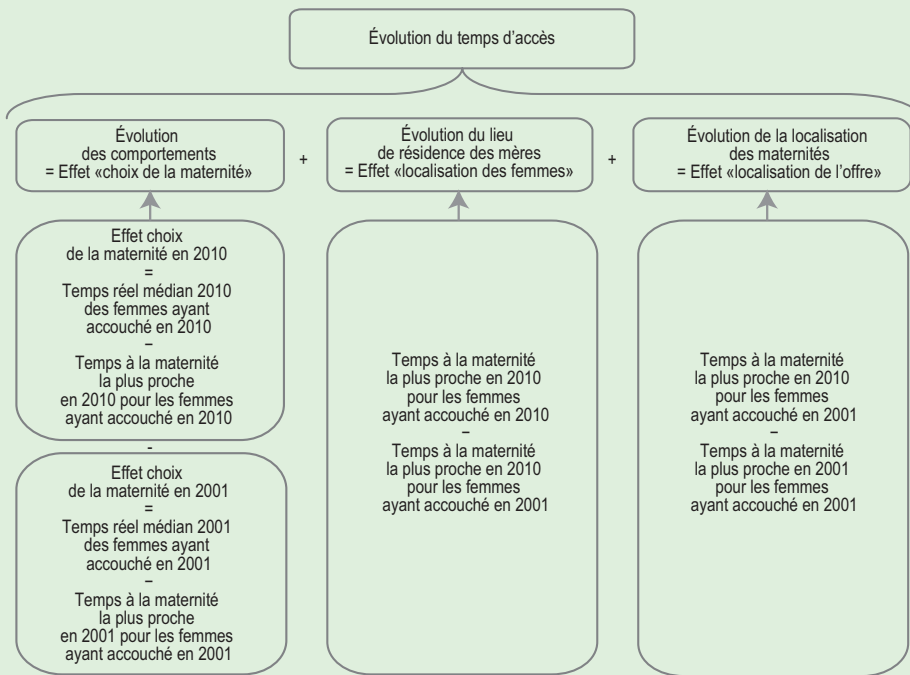 Évolution du temps d’accès
Évolution
des comportements
= Effet «choix de la maternité»
+
Évolution du lieu
de résidence des mères
= Effet «localisation des femmes»
+
Évolution de la localisation
des maternités
= Effet «localisation de l’offre»
Effet choix
de la maternité en 2010
=
Temps réel médian 2010
des femmes ayant
accouché en 2010
–
Temps à la maternité
la plus proche
en 2010 pour les femmes
ayant accouché en 2010
-
Effet choix
de la maternité en 2001
=
Temps réel médian 2001
des femmes ayant
accouché en 2001
–
Temps à la maternité
la plus proche
en 2001 pour les femmes
ayant accouché en 2001
Temps à la maternité
la plus proche en 2010
pour les femmes
ayant accouché en 2010
–
Temps à la maternité
la plus proche en 2010
pour les femmes
ayant accouché en 2001
Temps à la maternité
la plus proche en 2010
pour les femmes
ayant accouché en 2001
–
Temps à la maternité
la plus proche en 2001
pour les femmes
ayant accouché en 2001